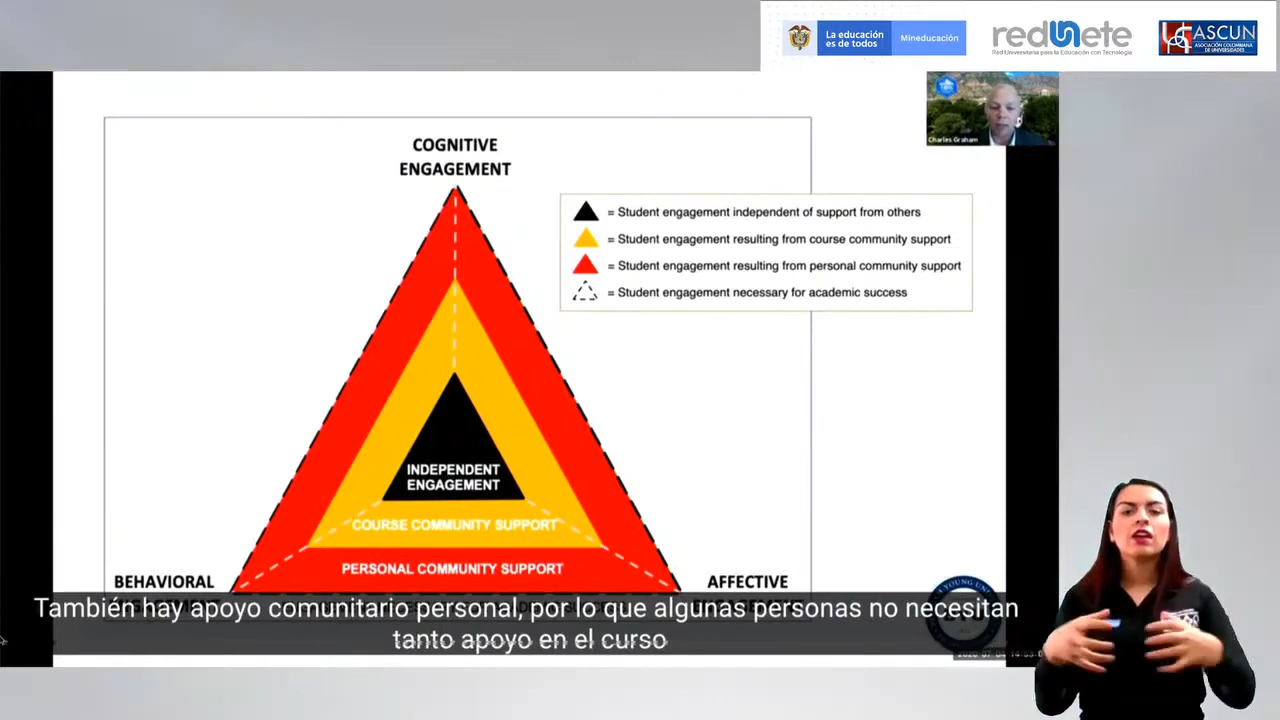 La educación
es de todos
Mineducación
redUnete
Red Universitaria para la Educación con Tecnología
ASCUN
ASOCIACIÓN COLOMBIANA
DE UNIVERSIDADES
Charles Graham
COGNITIVE
ENGAGEMENT
= Student engagement independent of support from others
= Student engagement resulting from course community support
= Student engagement resulting from personal community support
= Student engagement necessary for academic success
INDEPENDENT
ENGAGEMENT
COURSE COMMUNITY SUPPORT
PERSONAL COMMUNITY SUPPORT
BEHAVIORAL
AFFECTIVE
También hay apoyo comunitario personal, por lo que algunas personas no necesitan
tanto apoyo en el curso